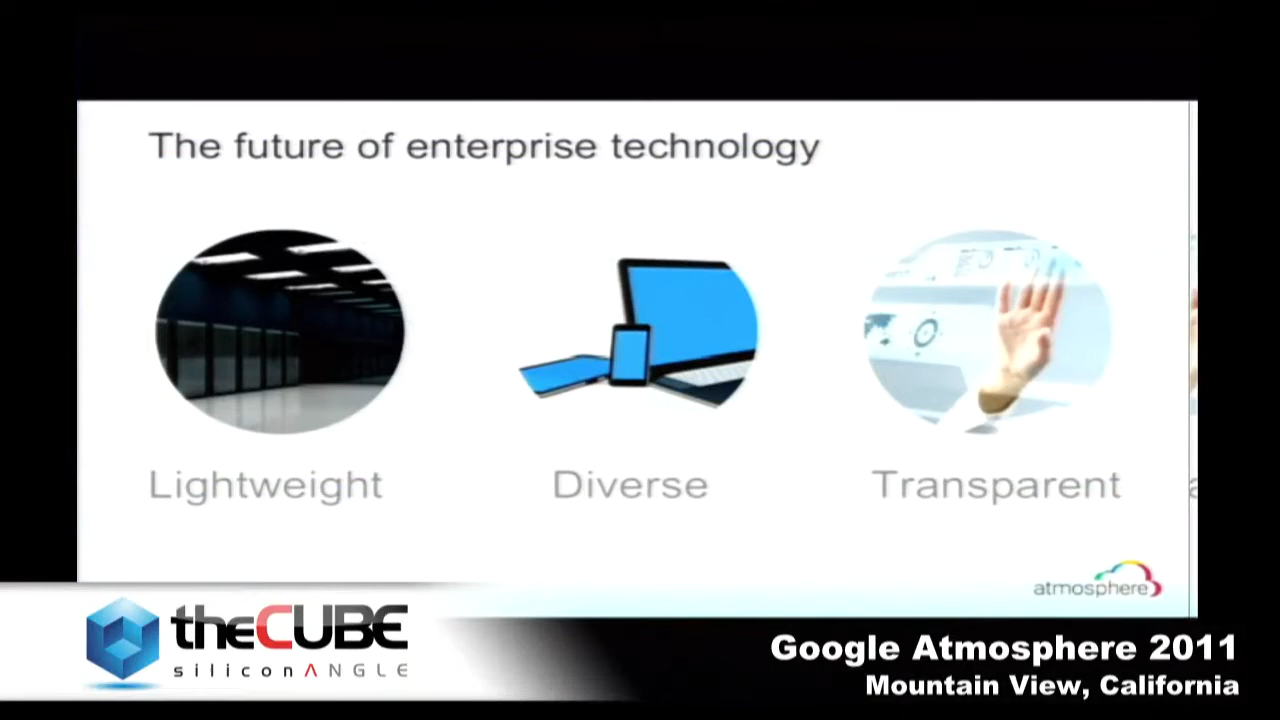 The future of enterprise technology
Lightweight
Diverse
Transparent
atmosphere
theCUBE
siliconANGLE
Google Atmosphere 2011
Mountain View, California